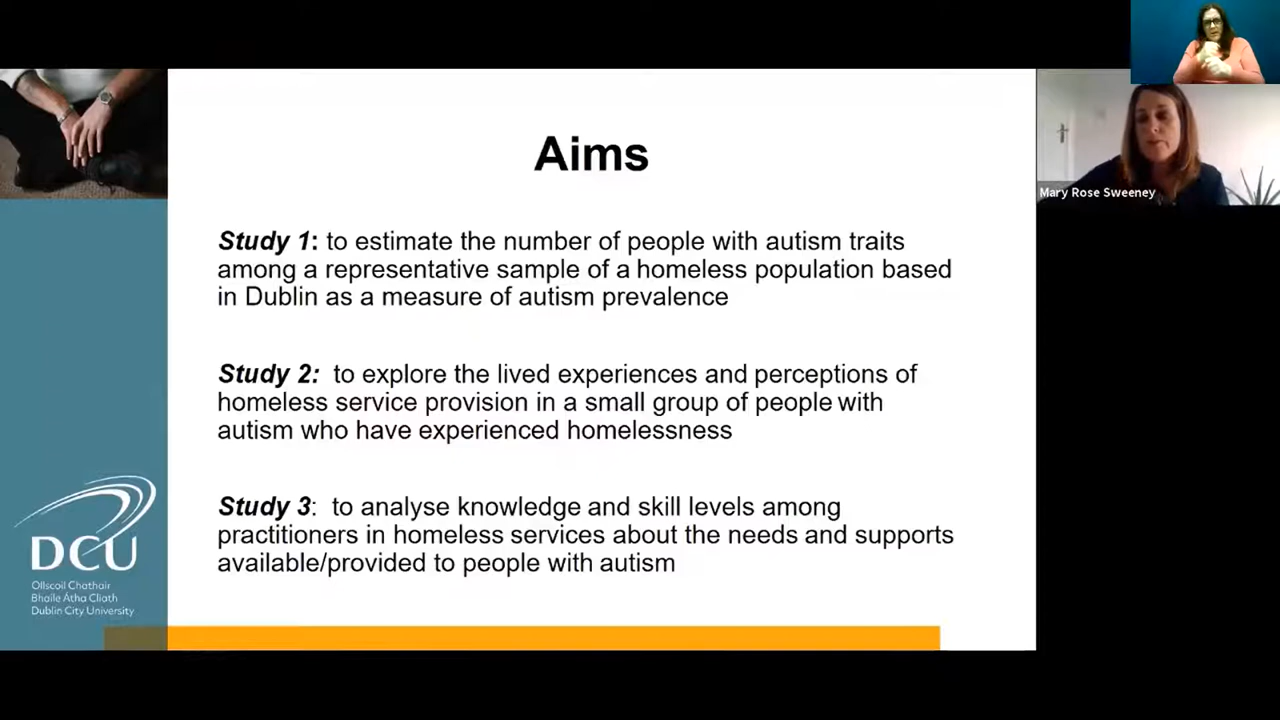 Aims
Study 1: to estimate the number of people with autism traits
among a representative sample of a homeless population based
in Dublin as a measure of autism prevalence
Study 2: to explore the lived experiences and perceptions of
homeless service provision in a small group of people with
autism who have experienced homelessness
Study 3: to analyse knowledge and skill levels among
practitioners in homeless services about the needs and supports
available/provided to people with autism
DCU
Ollscoil Chathair
Bhaile Átha Cliath
Dublin City University
Mary Rose Sweeney